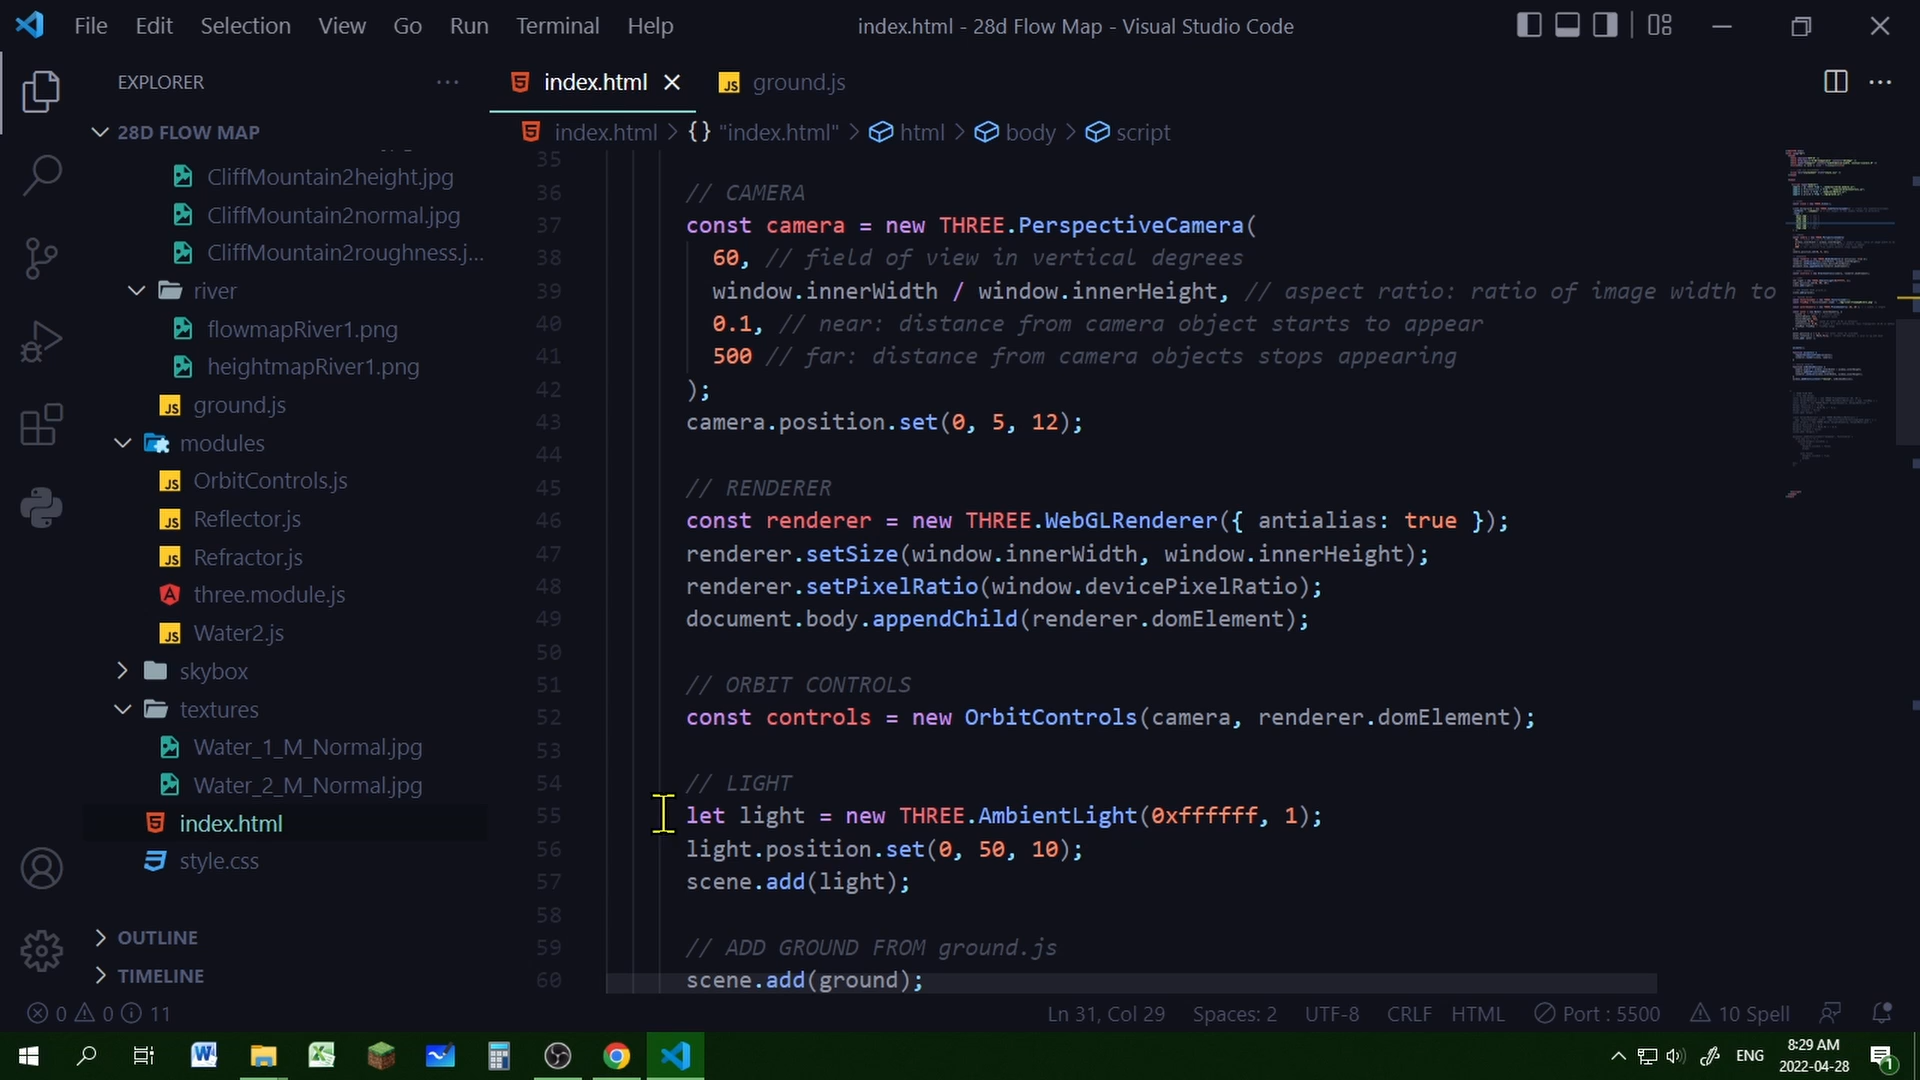 File Edit Selection View Go Run Terminal Help
index.html - 28d Flow Map - Visual Studio Code
EXPLORER
index.html
ground.js
28D FLOW MAP
index.html > {} "index.html" > html > body > script
CliffMountain2height.jpg
CliffMountain2normal.jpg
CliffMountain2roughness.j...
river
flowmapRiver1.png
heightmapRiver1.png
ground.js
modules
OrbitControls.js
Reflector.js
Refractor.js
three.module.js
Water2.js
skybox
textures
Water_1_M_Normal.jpg
Water_2_M_Normal.jpg
index.html
style.css
OUTLINE
TIMELINE
35
36 // CAMERA
37 const camera = new THREE.PerspectiveCamera(
38 60, // field of view in vertical degrees
39 window.innerWidth / window.innerHeight, // aspect ratio: ratio of image width to
40 0.1, // near: distance from camera object starts to appear
41 500 // far: distance from camera objects stops appearing
42 );
43 camera.position.set(0, 5, 12);
44
45 // RENDERER
46 const renderer = new THREE.WebGLRenderer({ antialias: true });
47 renderer.setSize(window.innerWidth, window.innerHeight);
48 renderer.setPixelRatio(window.devicePixelRatio);
49 document.body.appendChild(renderer.domElement);
50
51 // ORBIT CONTROLS
52 const controls = new OrbitControls(camera, renderer.domElement);
53
54 // LIGHT
55 let light = new THREE.AmbientLight(0xffffff, 1);
56 light.position.set(0, 50, 10);
57 scene.add(light);
58
59 // ADD GROUND FROM ground.js
60 scene.add(ground);
0 0 11
Ln 31, Col 29 Spaces: 2 UTF-8 CRLF HTML Port : 5500 10 Spell
ENG
8:29 AM
2022-04-28
1